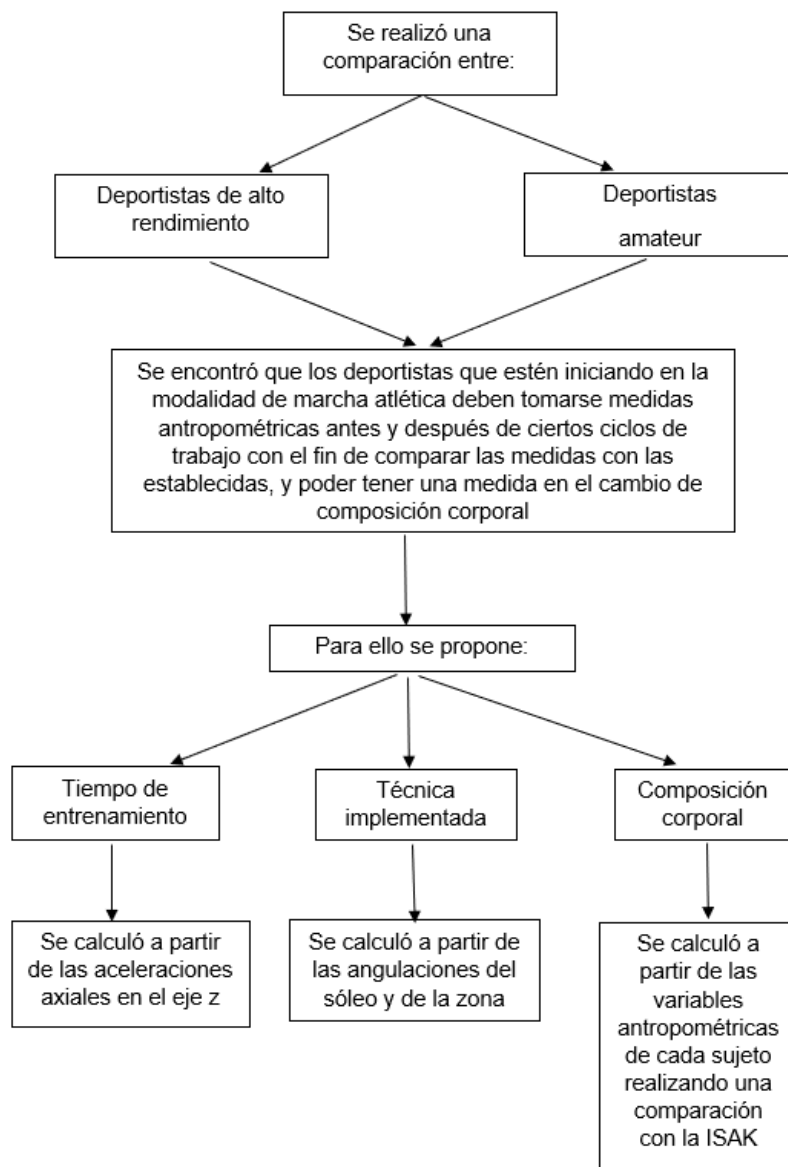 Se realizó una
comparación entre:
Deportistas de alto
rendimiento
Deportistas
amateur
Se encontró que los deportistas que estén iniciando en la
modalidad de marcha atlética deben tomarse medidas
antropométricas antes y después de ciertos ciclos de
trabajo con el fin de comparar las medidas con las
establecidas, y poder tener una medida en el cambio de
composición corporal
Para ello se propone:
Tiempo de
entrenamiento
Técnica
implementada
Composición
corporal
Se calculó a partir
de las aceleraciones
axiales en el eje z
Se calculó a partir de
las angulaciones del
sóleo y de la zona
Se calculó a
partir de las
variables
antropométricas
de cada sujeto
realizando una
comparación
con la ISAK